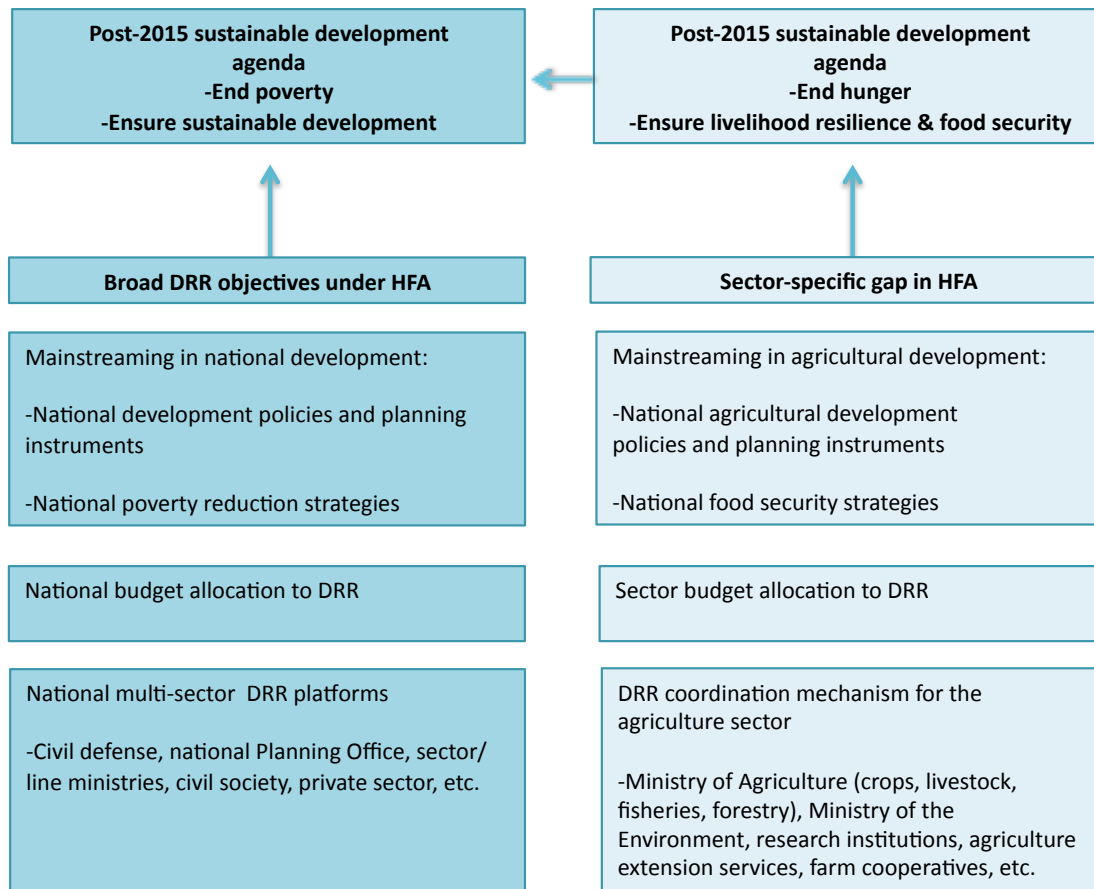 Post-2015 sustainable development
agenda
-End poverty
-Ensure sustainable development
Post-2015 sustainable development
agenda
-End hunger
-Ensure livelihood resilience & food security
Broad DRR objectives under HFA
Sector-specific gap in HFA
Mainstreaming in national development:
-National development policies and planning
instruments
-National poverty reduction strategies
Mainstreaming in agricultural development:
-National agricultural development
policies and planning instruments
-National food security strategies
National budget allocation to DRR
Sector budget allocation to DRR
National multi-sector DRR platforms
-Civil defense, national Planning Office, sector/
line ministries, civil society, private sector, etc.
DRR coordination mechanism for the
agriculture sector
-Ministry of Agriculture (crops, livestock,
fisheries, forestry), Ministry of the
Environment, research institutions, agriculture
extension services, farm cooperatives, etc.